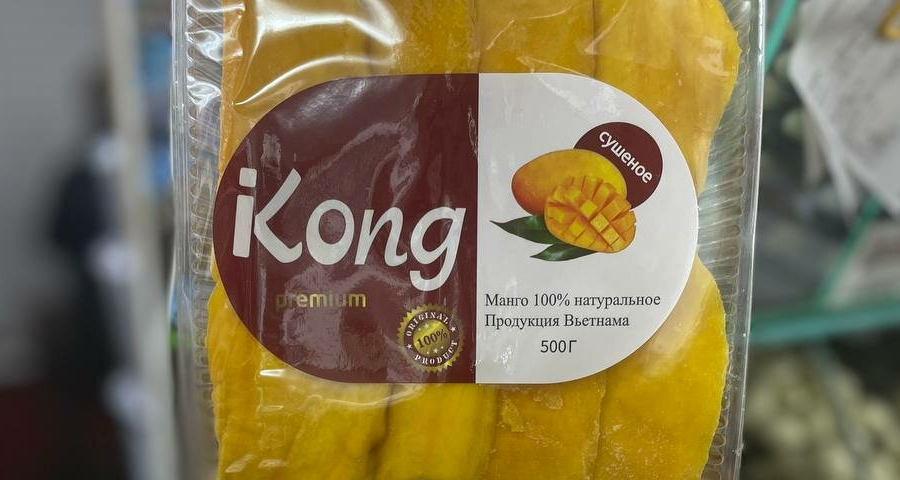 iKong
premium
ORIGINAL
100%
PRODUCT
сушеное
Манго 100% натуральное
Продукция Вьетнама
500Г